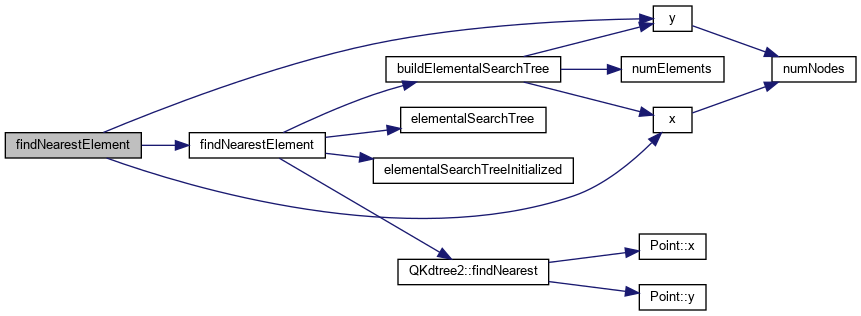 findNearestElement
findNearestElement
buildElementalSearchTree
elementalSearchTree
elementalSearchTreeInitialized
QKdtree2::findNearest
y
numElements
x
Point::x
Point::y
numNodes